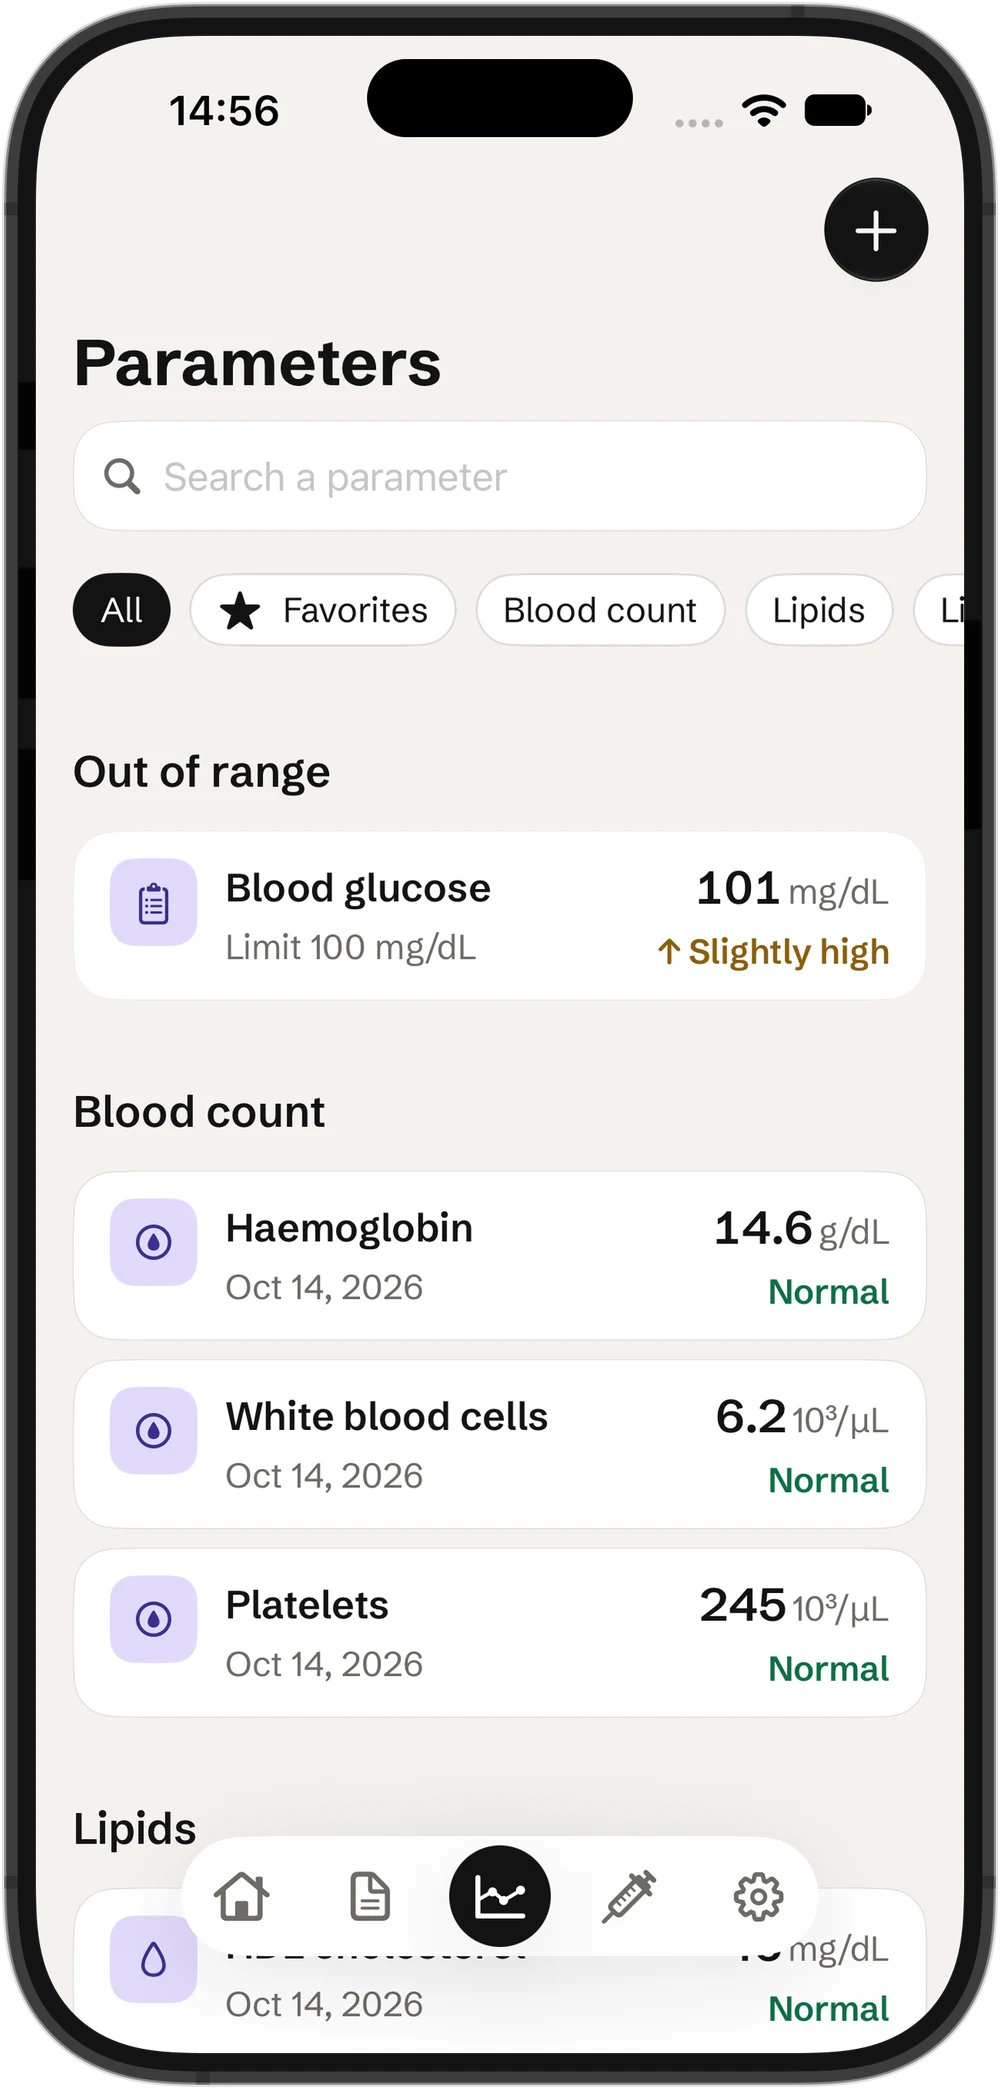 14:56
Parameters
Search a parameter
All
Favorites
Blood count
Lipids
Li
Out of range
Blood glucose
101 mg/dL
Limit 100 mg/dL
↑ Slightly high
Blood count
Haemoglobin
14.6 g/dL
Oct 14, 2026
Normal
White blood cells
6.2 10³/µL
Oct 14, 2026
Normal
Platelets
245 10³/µL
Oct 14, 2026
Normal
Lipids
cholesterol
mg/dL
Oct 14, 2026
Normal